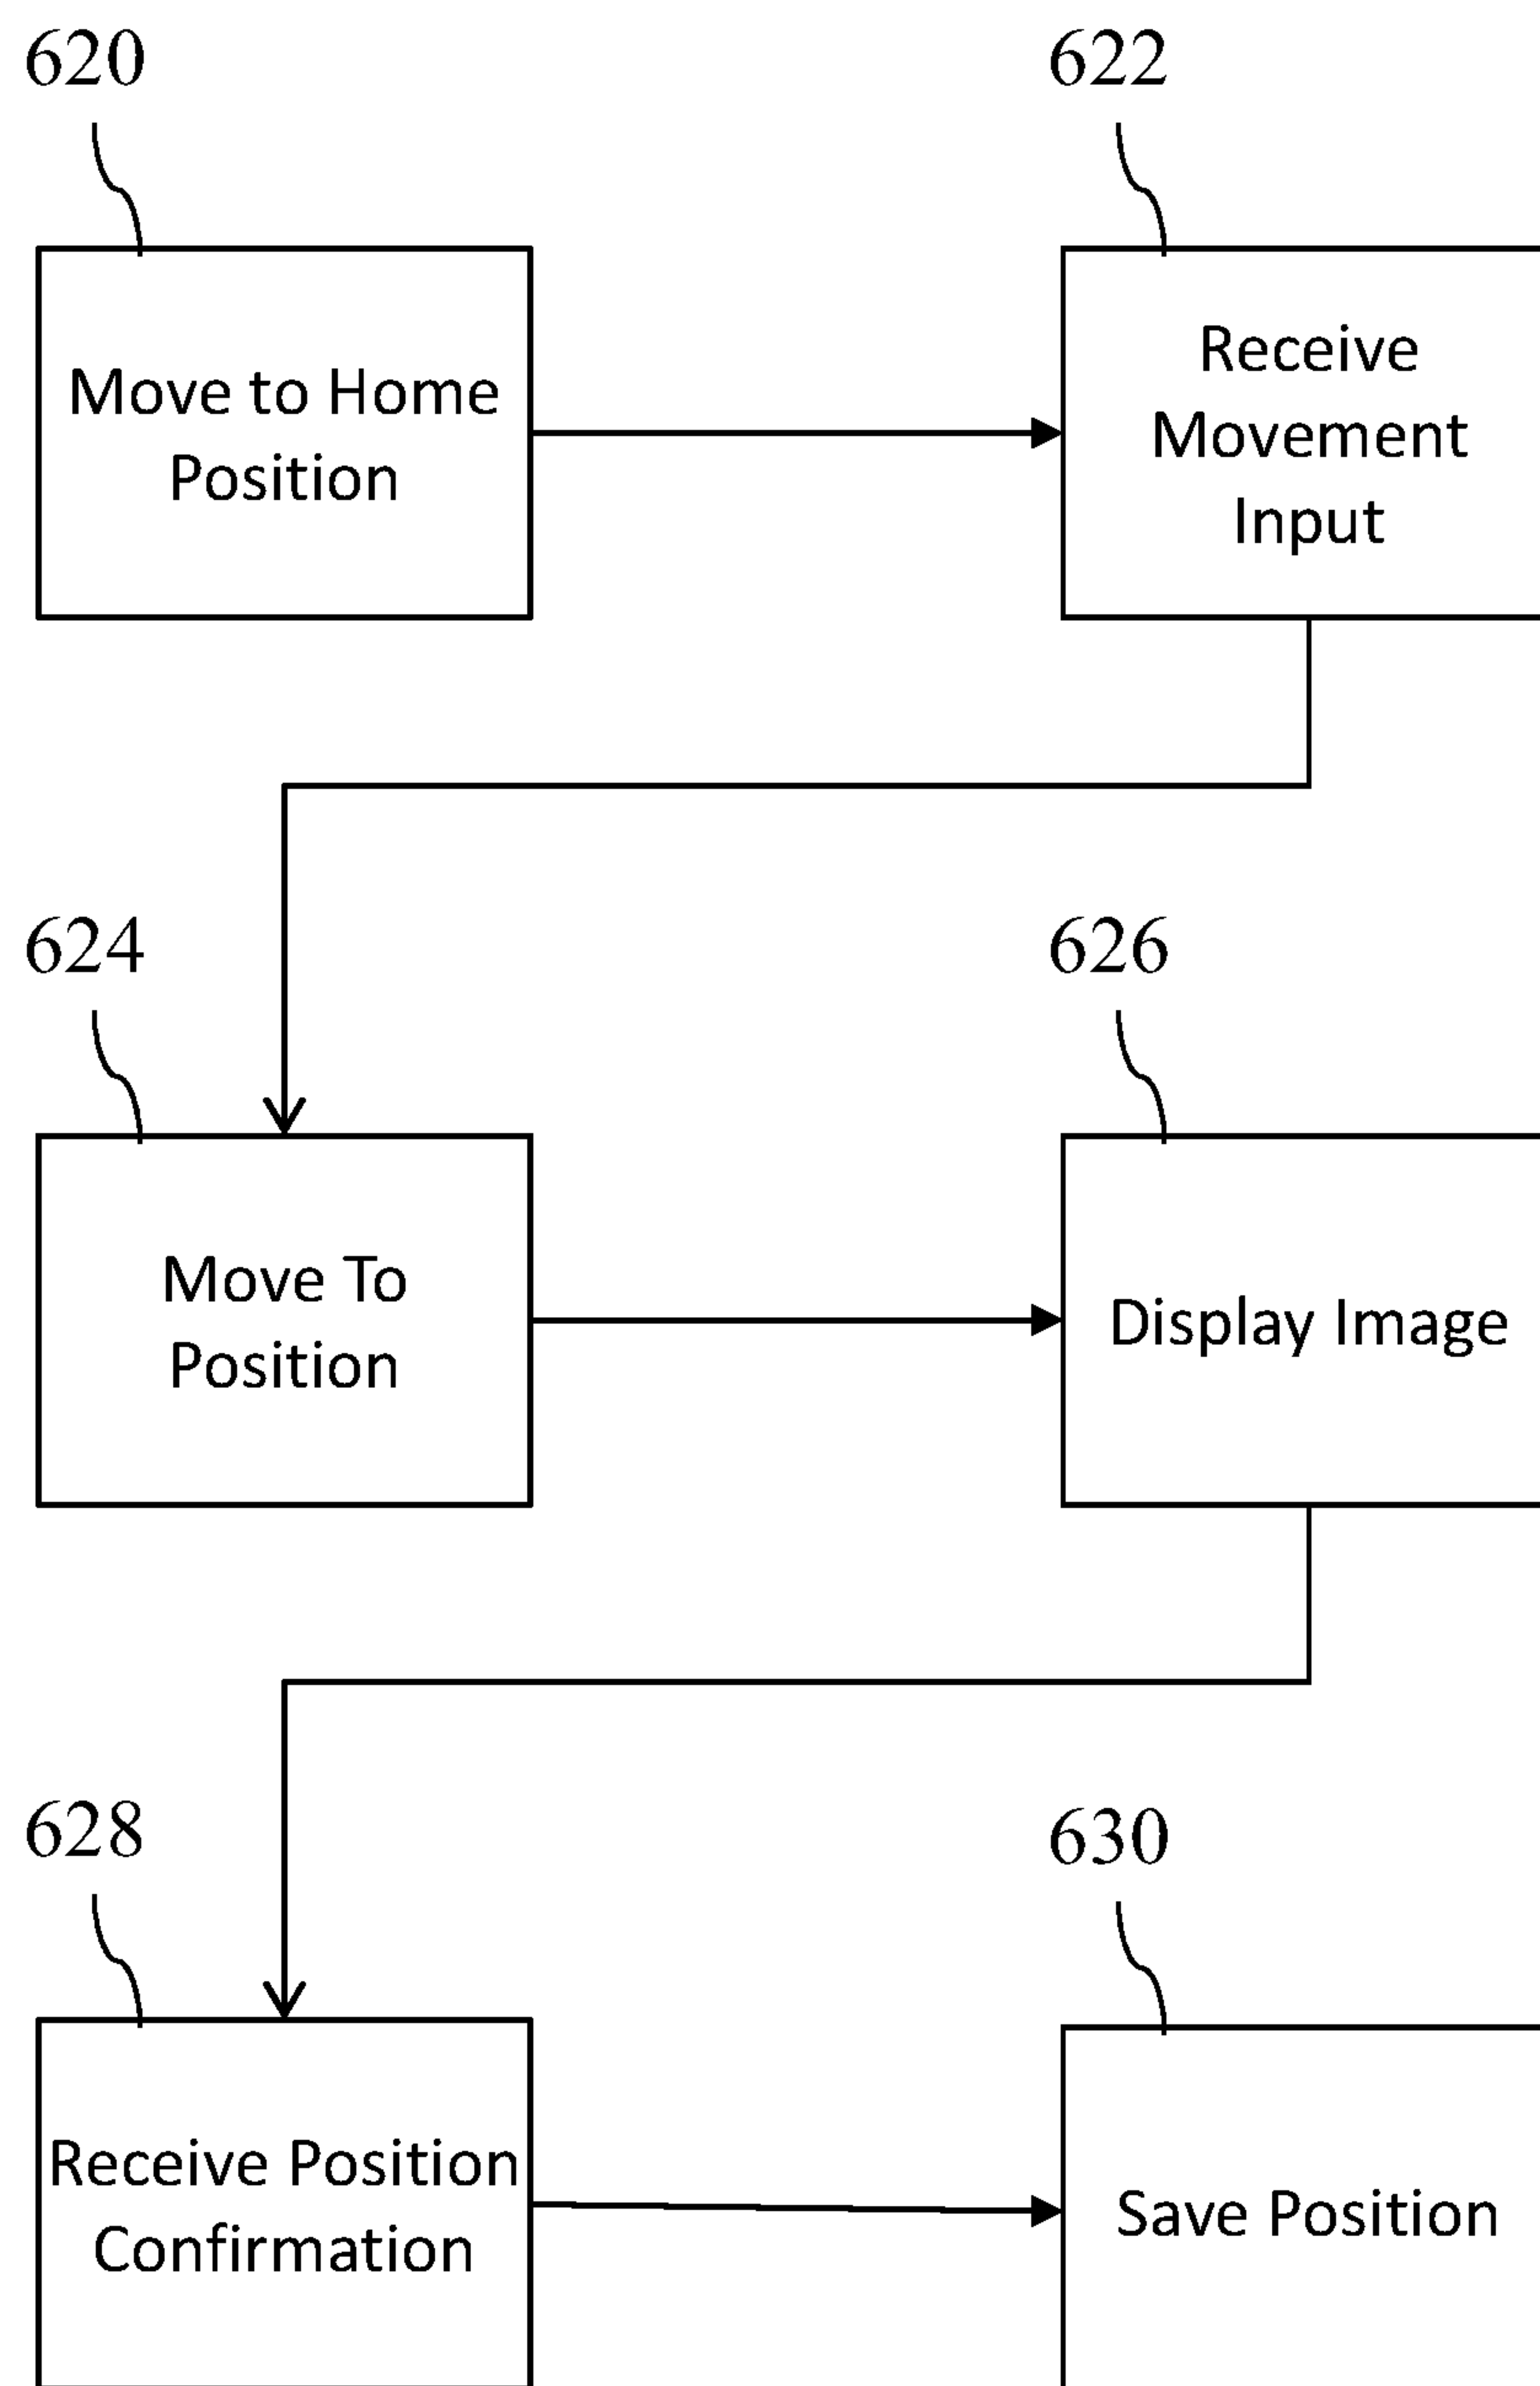 620
622
Move to Home
Position
Receive
Movement
Input
624
626
Move To
Position
Display Image
628
630
Receive Position
Confirmation
Save Position